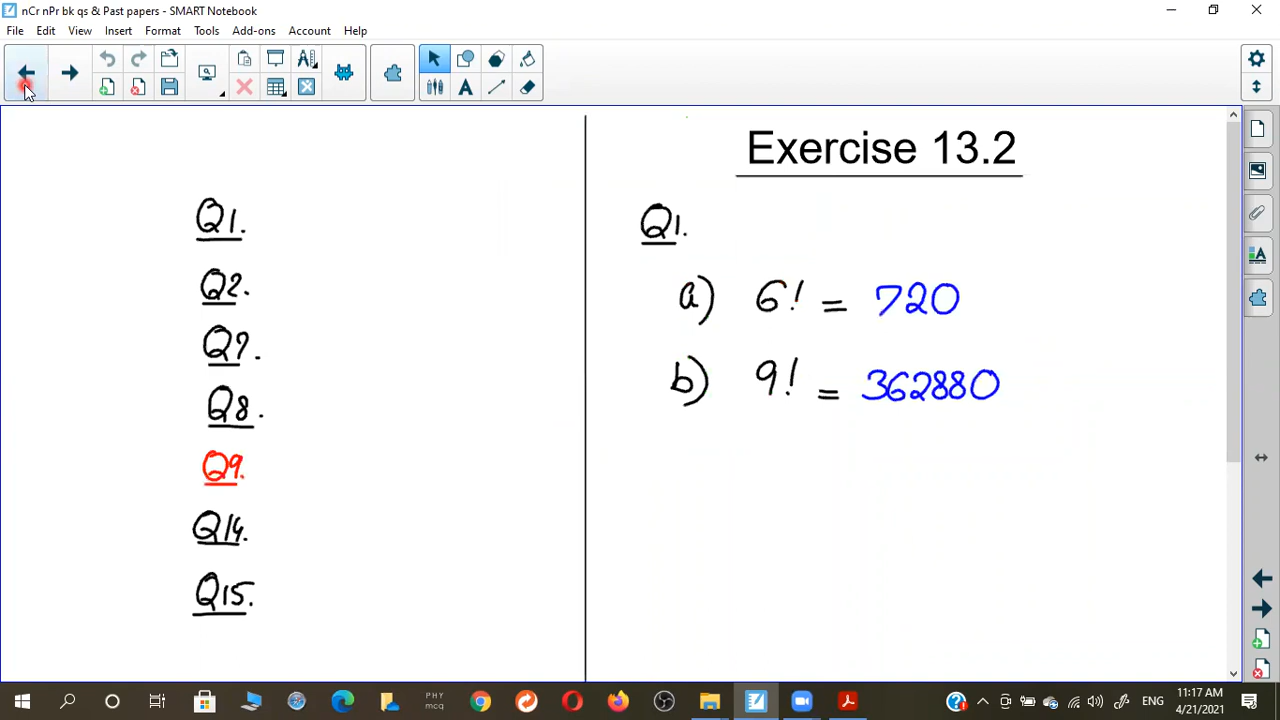 nCr nPr bk qs & Past papers - SMART Notebook
File Edit View Insert Format Tools Add-ons Account Help
Q1.
Q2.
Q7.
Q8.
Q9.
Q14.
Q15.
Exercise 13.2
Q1.
a) 6! = 720
b) 9! = 362880
PHY
mcq
ENG
11:17 AM
4/21/2021